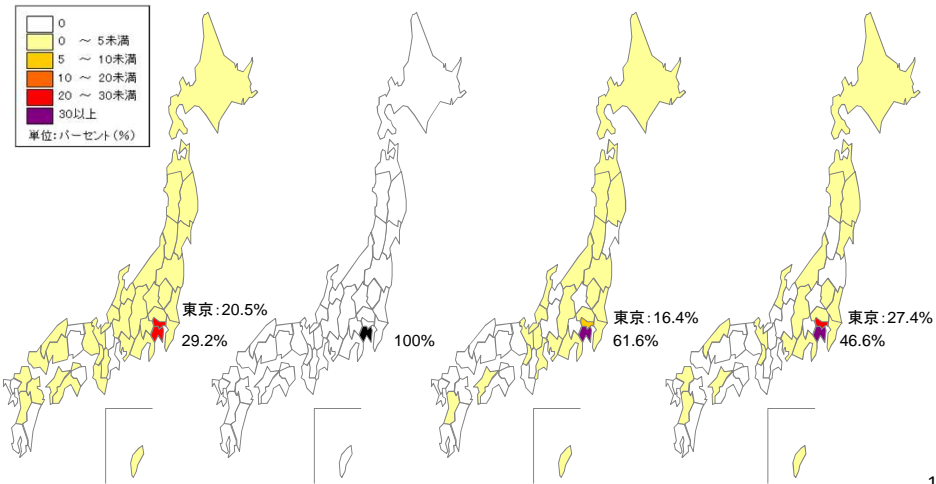 0
0 ～ 5未満
5 ～ 10未満
10 ～ 20未満
20 ～ 30未満
30以上
単位：パーセント（%）
東京：20.5%
29.2%
100%
東京：16.4%
61.6%
東京：27.4%
46.6%
1